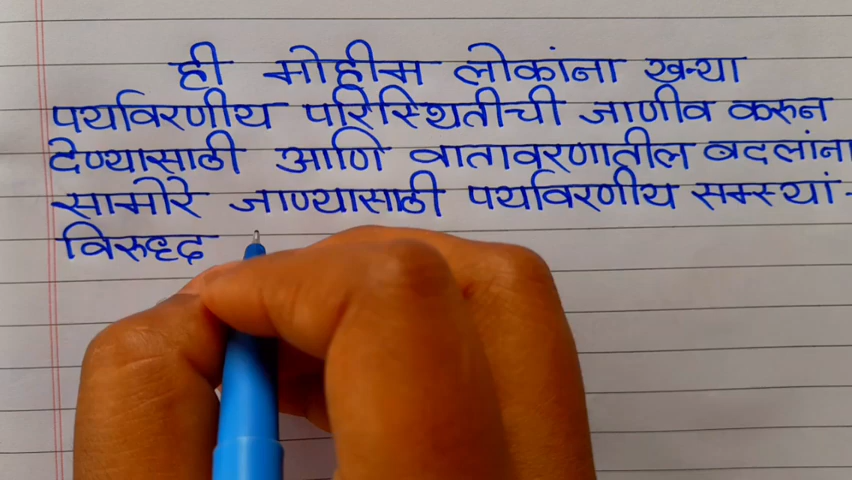 ही मोहीम लोकांना खऱ्या
पर्यावरणीय परिस्थितीची जाणीव करुन
देण्यासाठी आणि वातावरणातील बदलांना
सामोरे जाण्यासाठी पर्यावरणीय समस्यां-
विरुध्द